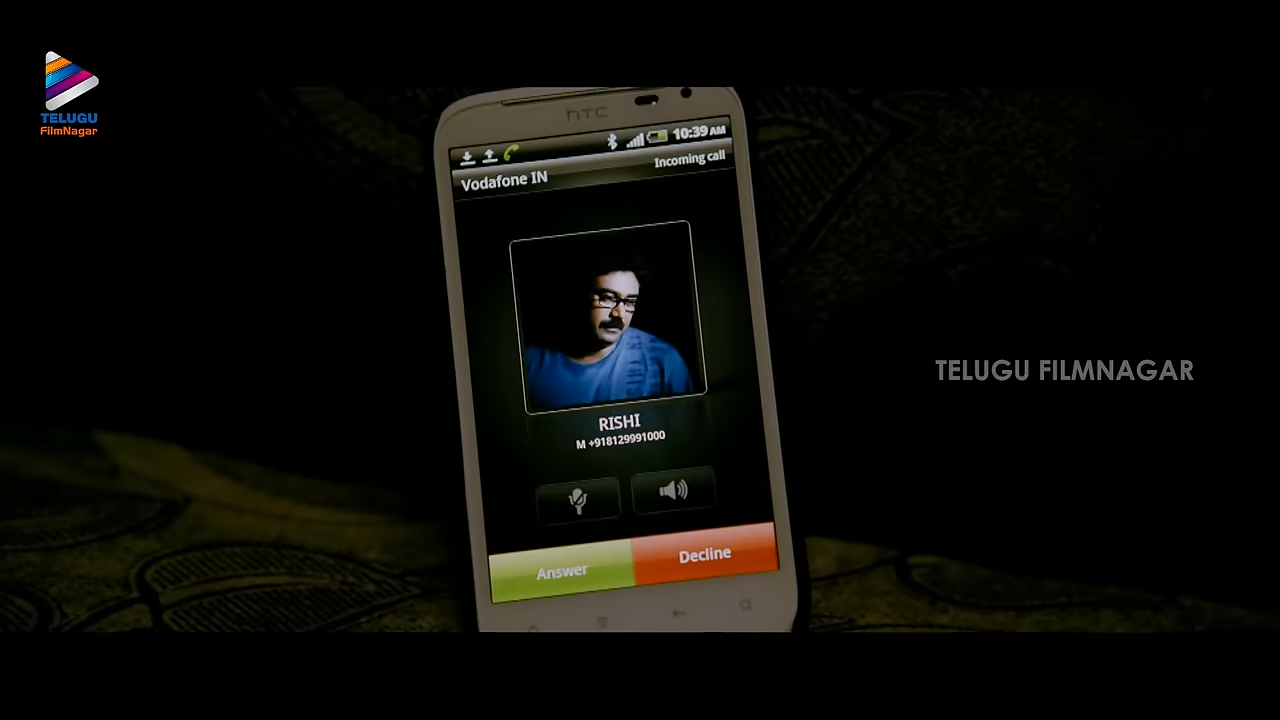 TELUGU
FilmNagar
hTC
10:39 AM
Incoming call
Vodafone IN
RISHI
M +918129991000
Answer
Decline
TELUGU FILMNAGAR